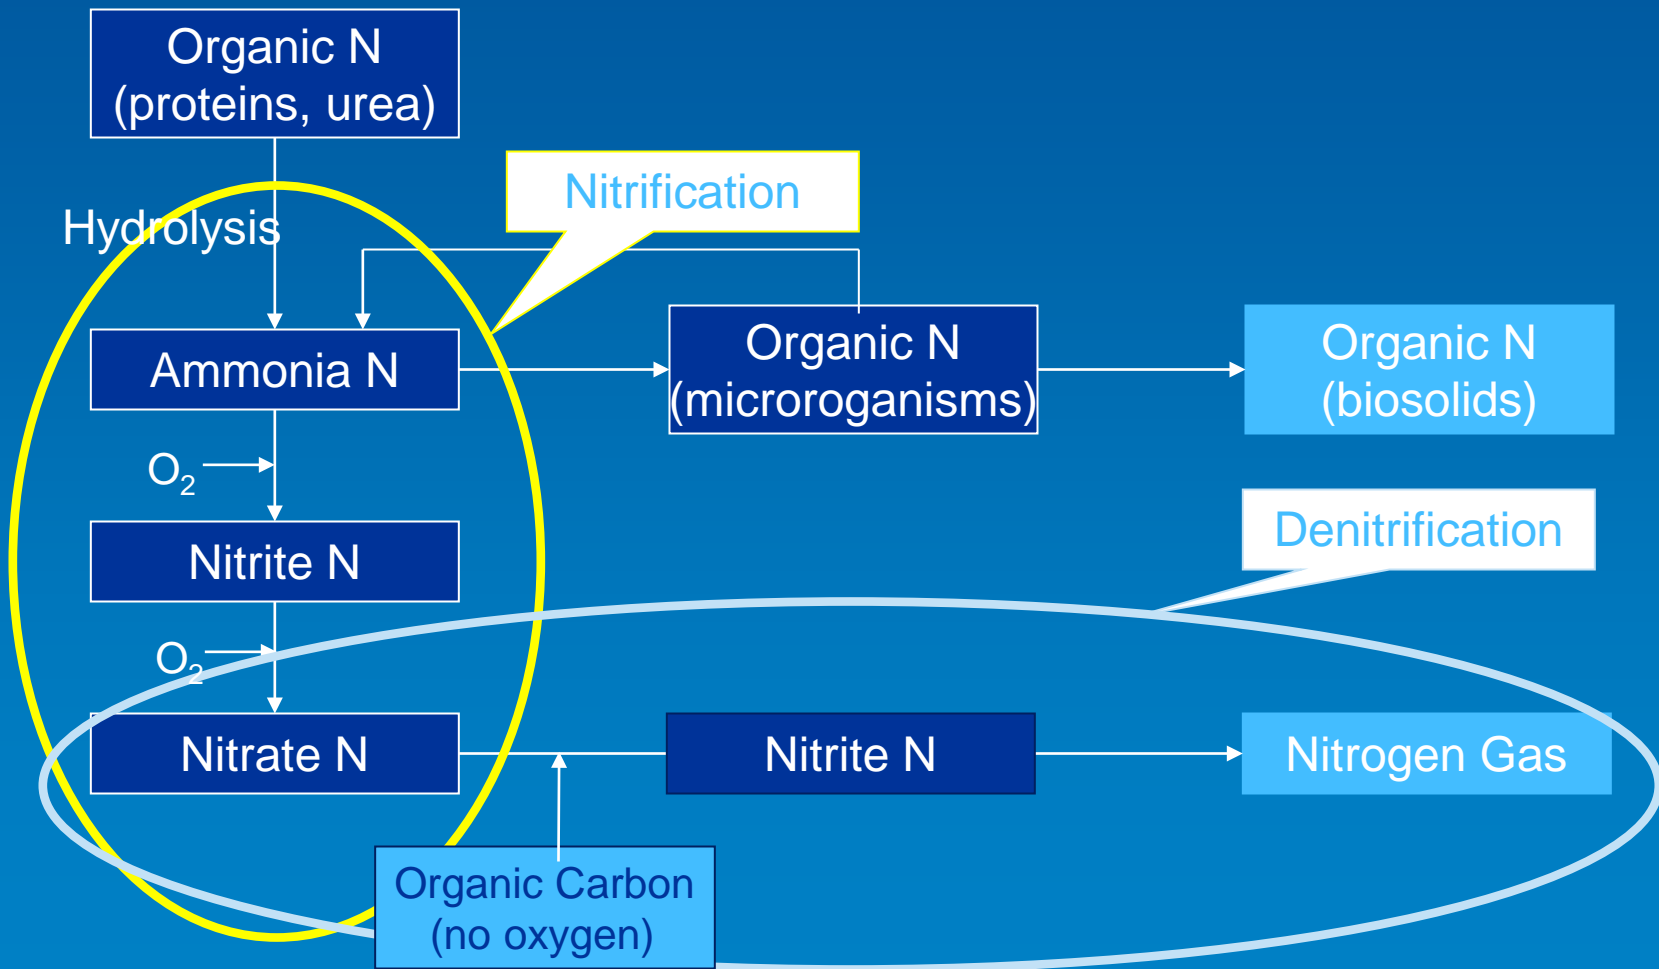 Organic N
(proteins, urea)
Nitrification
Hydrolysis
Ammonia N
Organic N
(microroganisms)
Organic N
(biosolids)
O₂
Denitrification
Nitrite N
O₂
Nitrate N
Nitrite N
Nitrogen Gas
Organic Carbon
(no oxygen)